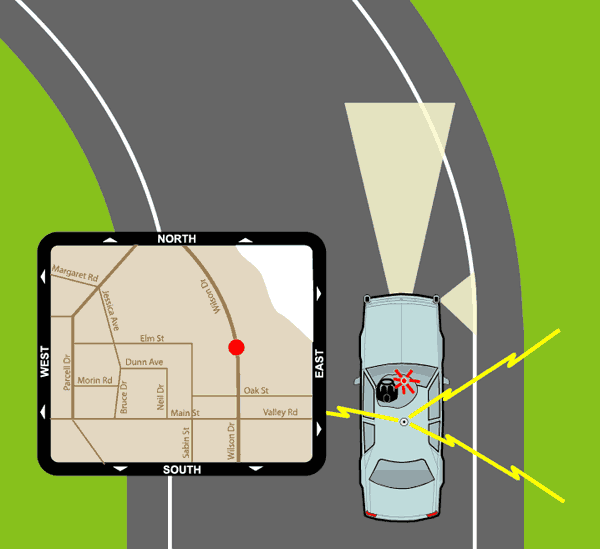 NORTH
Margaret Rd
Wilson Dr
Jessica Ave
Elm St
WEST
EAST
Dunn Ave
Parcell Dr
Morin Rd
Bruce Dr
Neil Dr
Oak St
Main St
Valley Rd
Sabin St
Wilson Dr
SOUTH